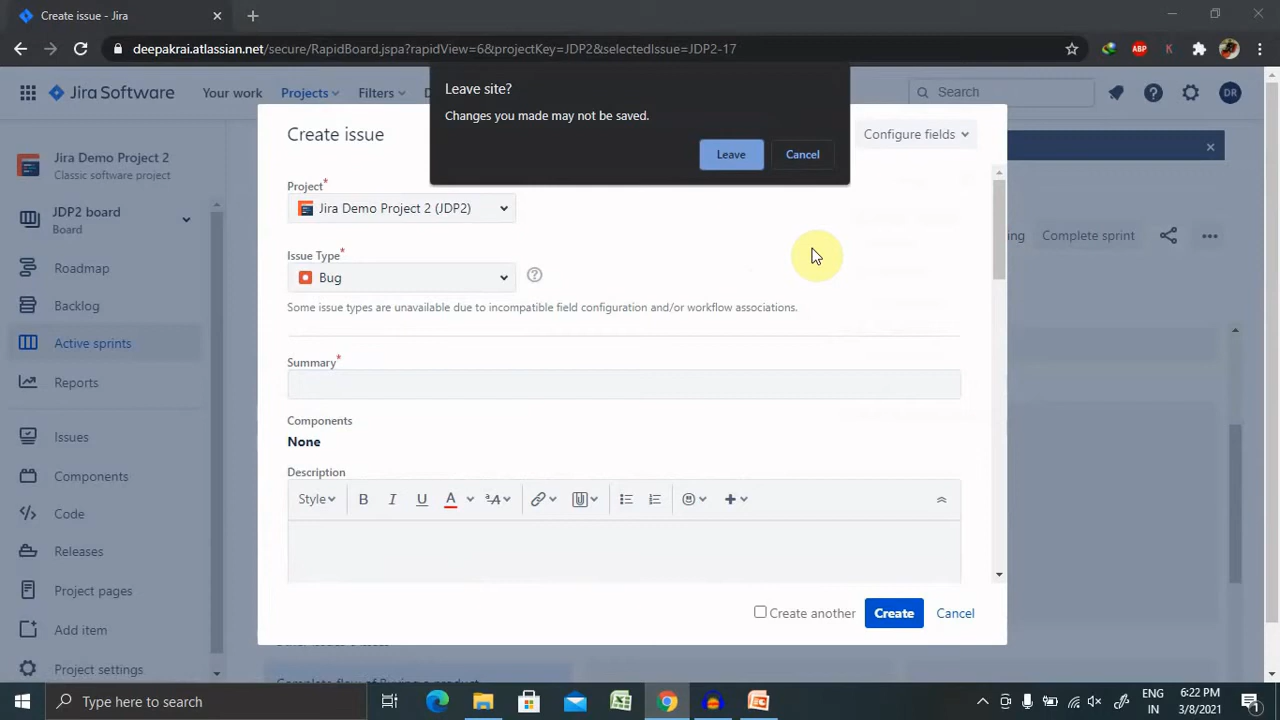 Create issue - Jira
deepakrai.atlassian.net/secure/RapidBoard.jspa?rapidView=6&projectKey=JDP2&selectedIssue=JDP2-17
ABP
K
Jira Software
Your work
Projects
Filters
D
Search
DR
Leave site?
Changes you made may not be saved.
Leave
Cancel
Jira Demo Project 2
Classic software project
JDP2 board
Board
Roadmap
Backlog
Active sprints
Reports
Issues
Components
Code
Releases
Project pages
Add item
Project settings
Create issue
Configure fields
Project*
Jira Demo Project 2 (JDP2)
Issue Type*
Bug
Some issue types are unavailable due to incompatible field configuration and/or workflow associations.
Summary*
Components
None
Description
Style
B I U A
Create another
Create
Cancel
Complete sprint
Type here to search
ENG
IN
6:22 PM
3/8/2021
1